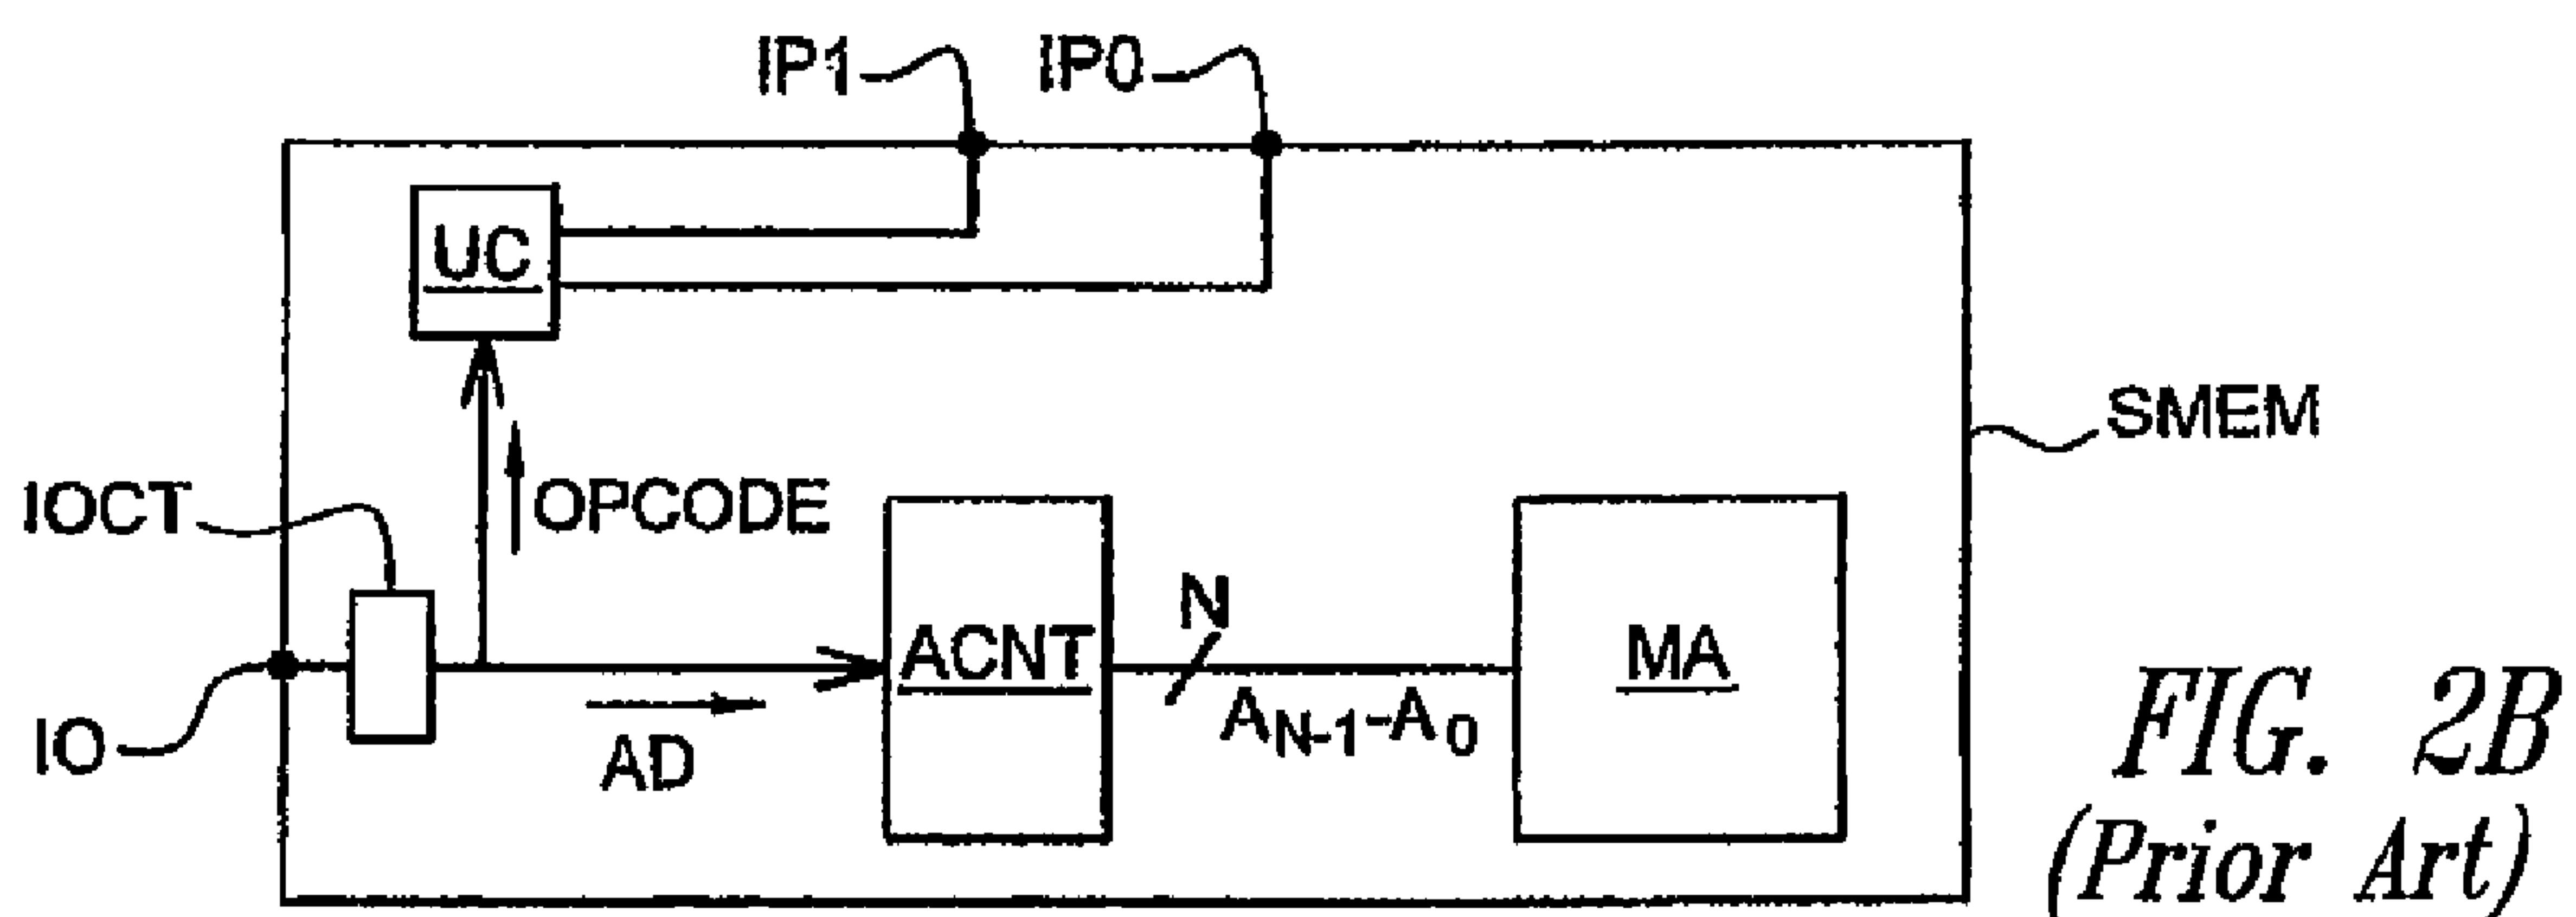 IP1
IP0
UC
SMEM
IOCT
OPCODE
ACNT
N
MA
IO
AD
AN-1-A0
FIG. 2B
(Prior Art)